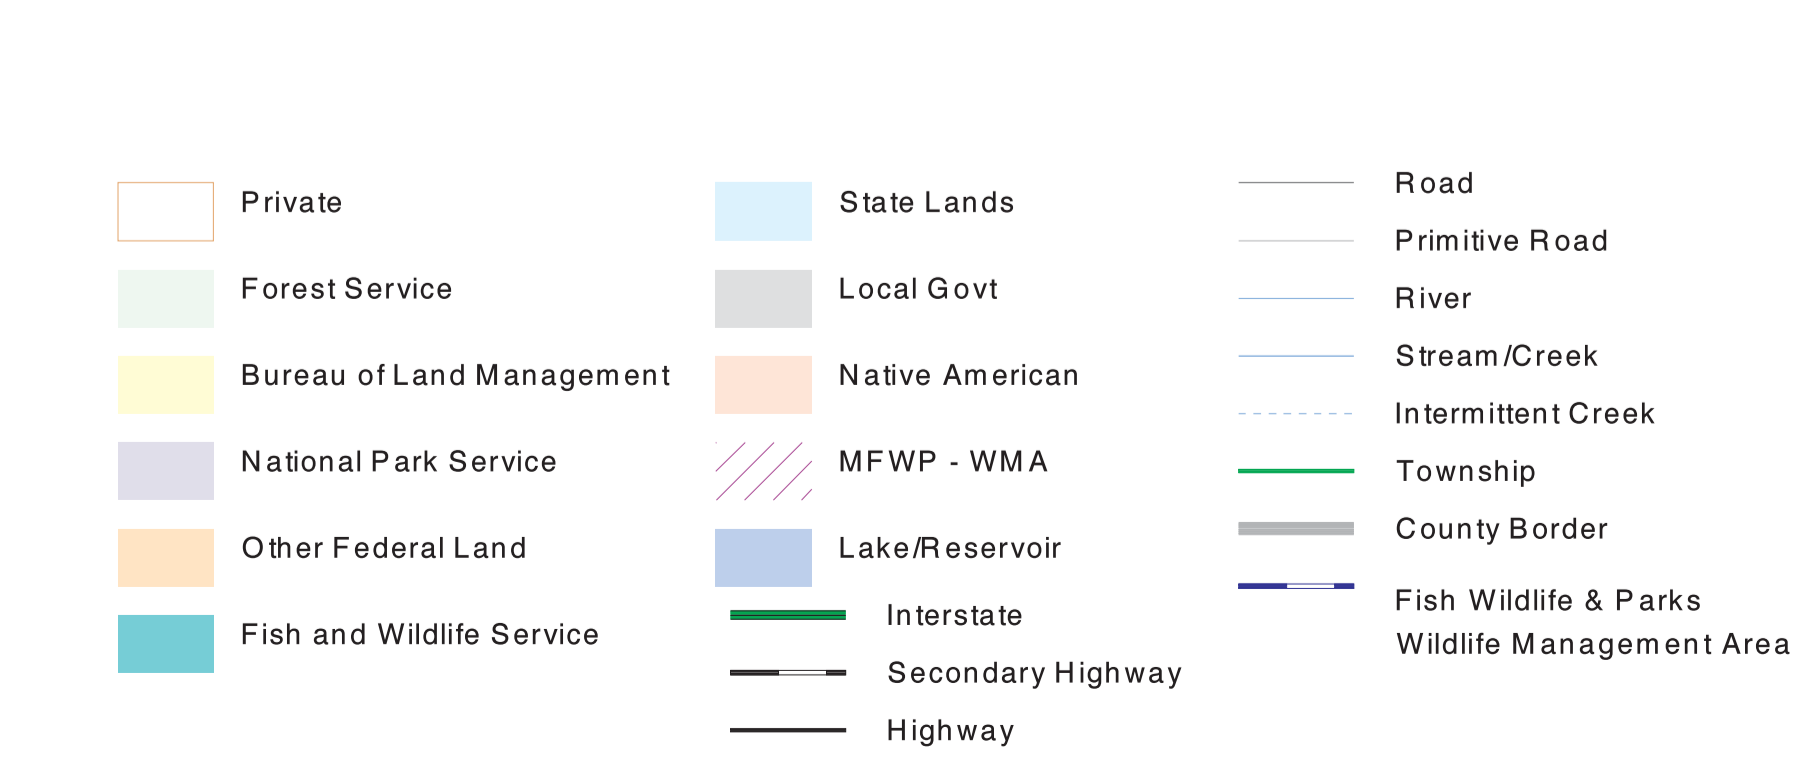 Private
Forest Service
Bureau of Land Management
National Park Service
Other Federal Land
Fish and Wildlife Service
State Lands
Local Govt
Native American
MFWP - WMA
Lake/Reservoir
Interstate
Secondary Highway
Highway
Road
Primitive Road
River
Stream/Creek
Intermittent Creek
Township
County Border
Fish Wildlife & Parks
Wildlife Management Area